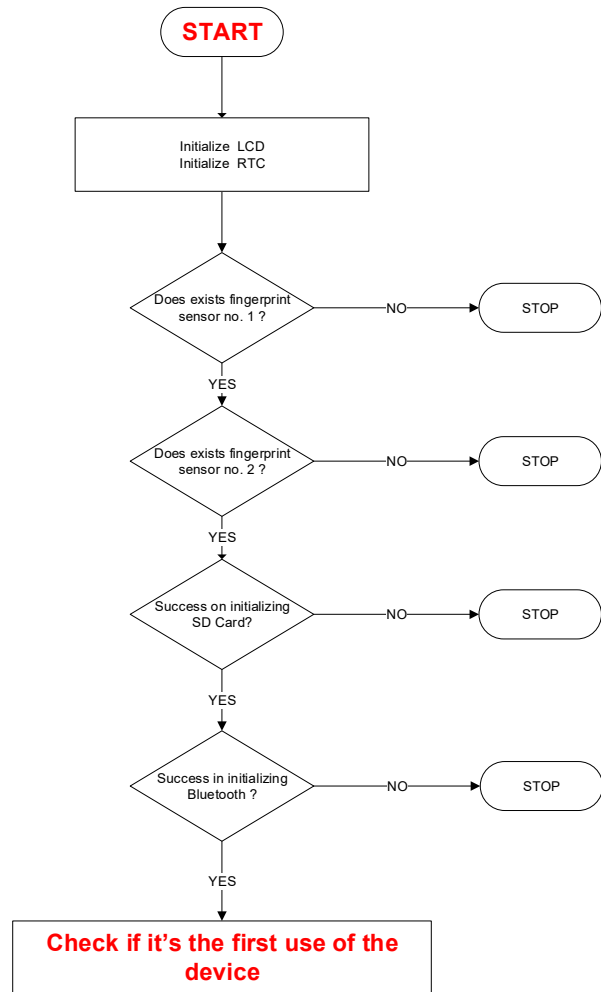 START
Initialize LCD
Initialize RTC
Does exists fingerprint
sensor no. 1 ?
NO
STOP
YES
Does exists fingerprint
sensor no. 2 ?
NO
STOP
YES
Success on initializing
SD Card?
NO
STOP
YES
Success in initializing
Bluetooth ?
NO
STOP
YES
Check if it’s the first use of the
device